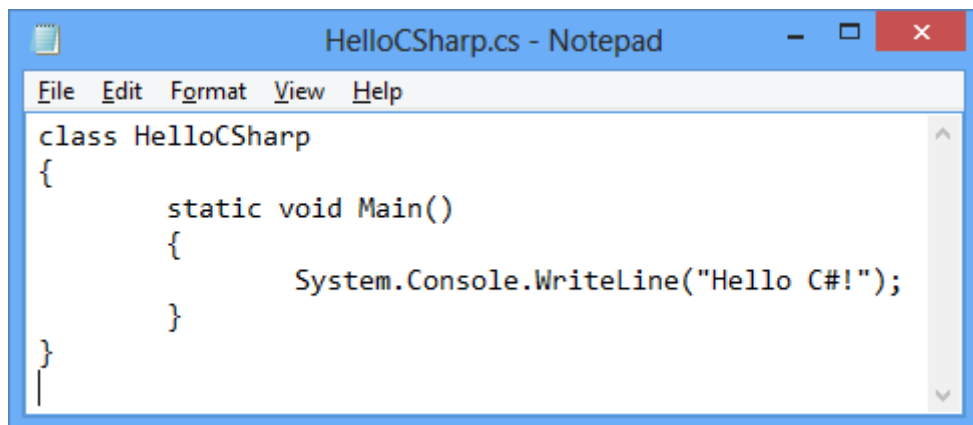 HelloCSharp.cs - Notepad
File Edit Format View Help
class HelloCSharp
{
        static void Main()
        {
                System.Console.WriteLine("Hello C#!");
        }
}